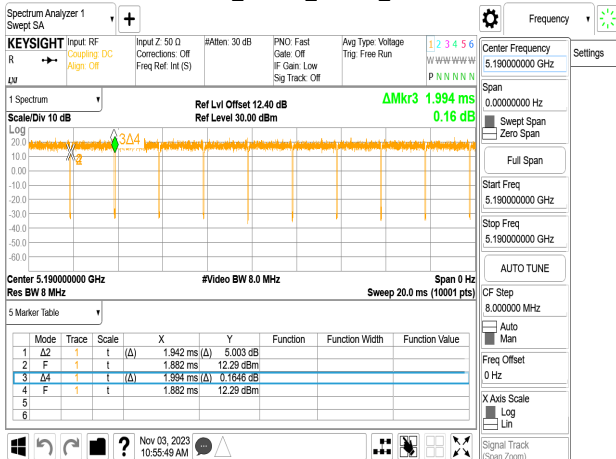 Spectrum Analyzer 1
Swept SA
▼
+
Frequency ▼
KEYSIGHT
R
LXI
Input: RF
Coupling: DC
Align: Off
Input Z: 50 Ω
Corrections: Off
Freq Ref: Int (S)
#Atten: 30 dB
PNO: Fast
Gate: Off
IF Gain: Low
Sig Track: Off
Avg Type: Voltage
Trig: Free Run
1 2 3 4 5 6
W W W W W W
P N N N N N
1 Spectrum ▼
Scale/Div 10 dB
Ref Lvl Offset 12.40 dB
Ref Level 30.00 dBm
ΔMkr3 1.994 ms
0.16 dB
Log
20.0
10.0
0.00
-10.0
-20.0
-30.0
-40.0
-50.0
-60.0
3Δ4
Center 5.190000000 GHz
Res BW 8 MHz
#Video BW 8.0 MHz
Span 0 Hz
Sweep 20.0 ms (10001 pts)
5 Marker Table ▼
Mode Trace Scale X Y Function Function Width Function Value
1 Δ2 1 t (Δ) 1.942 ms (Δ) 5.003 dB
2 F 1 t 1.882 ms 12.29 dBm
3 Δ4 1 t (Δ) 1.994 ms (Δ) 0.1646 dB
4 F 1 t 1.882 ms 12.29 dBm
5
6
?
Nov 03, 2023
10:55:49 AM
Center Frequency
5.190000000 GHz
Span
0.00000000 Hz
Swept Span
Zero Span
Full Span
Start Freq
5.190000000 GHz
Stop Freq
5.190000000 GHz
AUTO TUNE
CF Step
8.000000 MHz
Auto
Man
Freq Offset
0 Hz
X Axis Scale
Log
Lin
Signal Track
(Span Zoom)
Settings